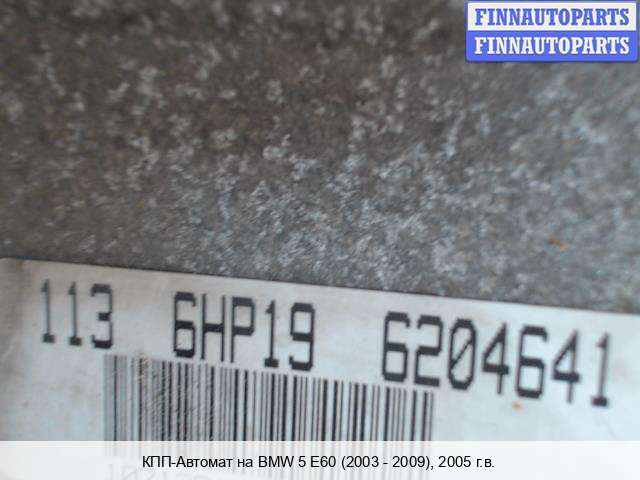 FINNAUTOPARTS
FINNAUTOPARTS
113 6HP19 6204641
КПП-Автомат на BMW 5 E60 (2003 - 2009), 2005 г.в.